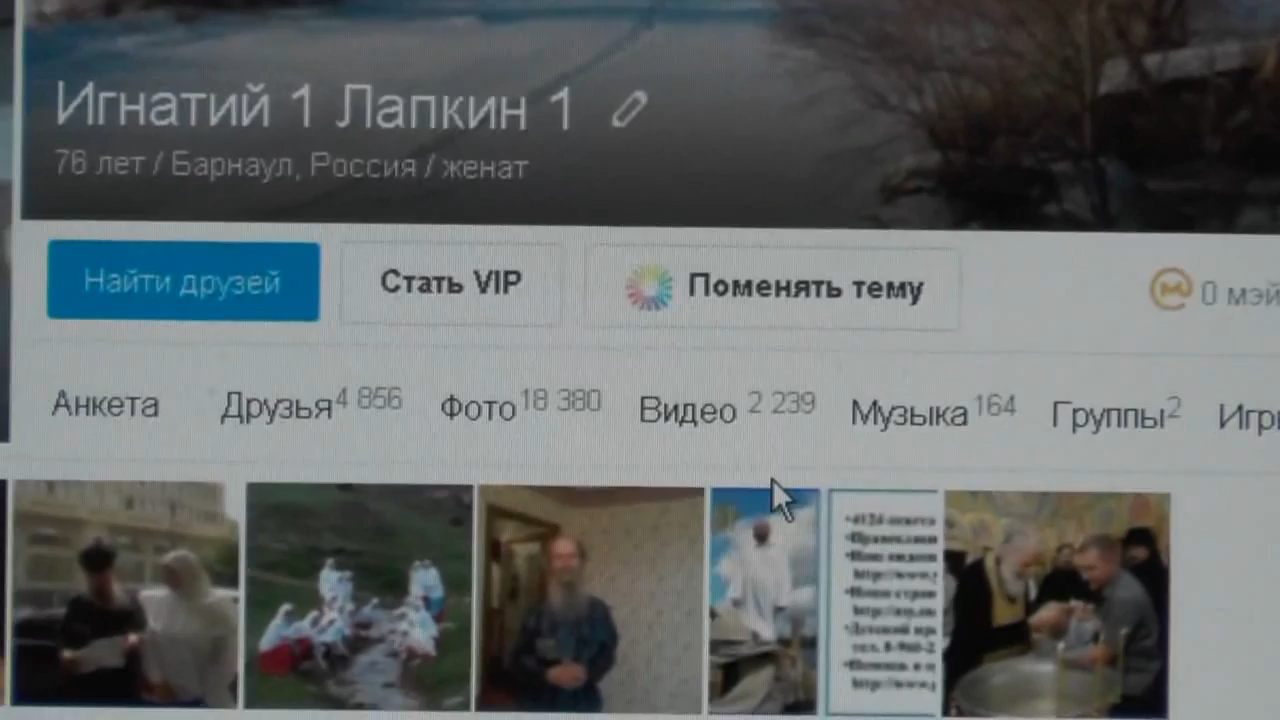 Игнатий 1 Лапкин 1
76 лет / Барнаул, Россия / женат
Найти друзей
Стать VIP
Поменять тему
0 мэй
Анкета
Друзья 4 856
Фото 18 380
Видео 2 239
Музыка 164
Группы 2
Игр